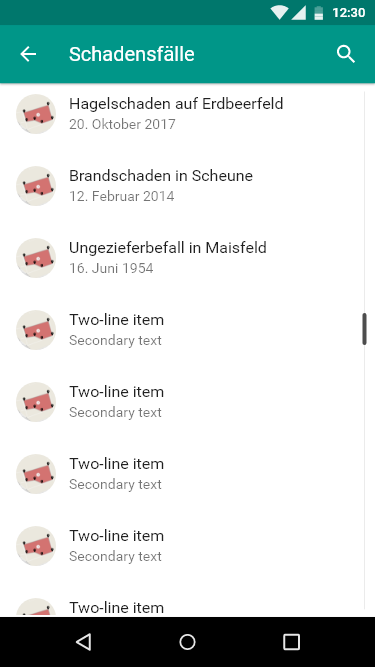 12:30
Schadensfälle
Hagelschaden auf Erdbeerfeld
20. Oktober 2017
Brandschaden in Scheune
12. Februar 2014
Ungezieferbefall in Maisfeld
16. Juni 1954
Two-line item
Secondary text
Two-line item
Secondary text
Two-line item
Secondary text
Two-line item
Secondary text
Two-line item